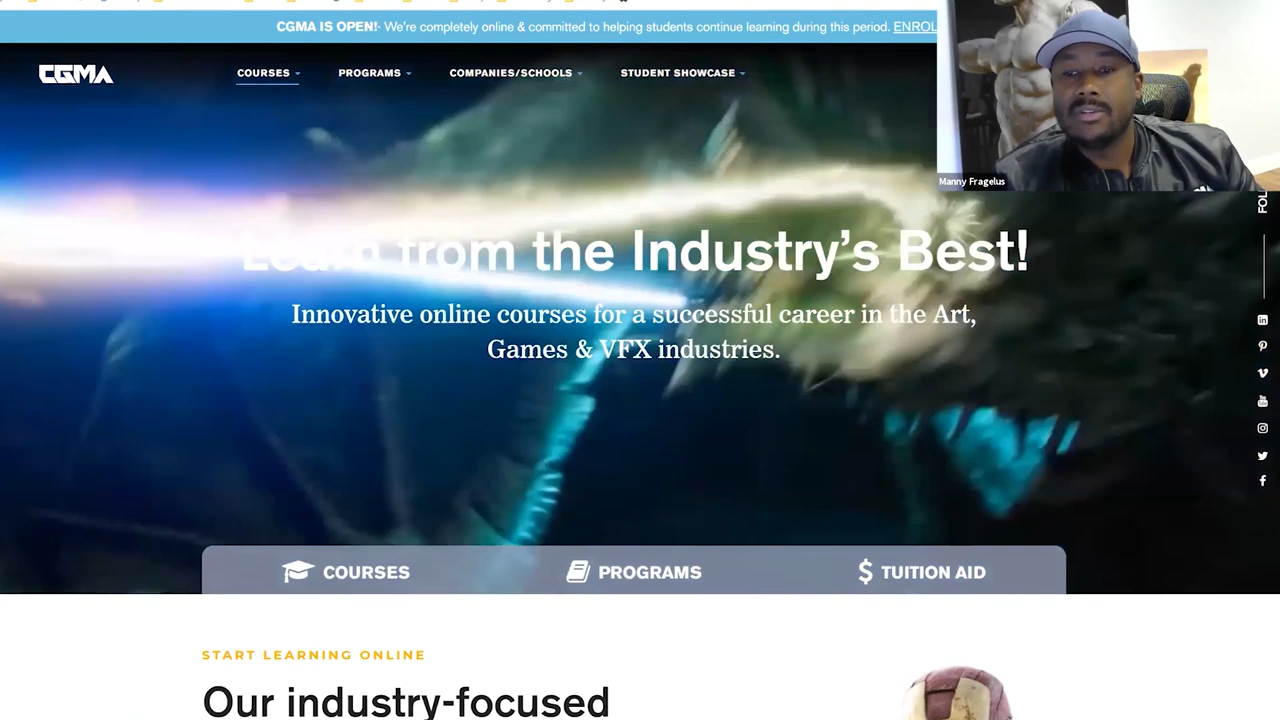 CGMA IS OPEN!- We're completely online & committed to helping students continue learning during this period. ENROL
CGMA
COURSES
PROGRAMS
COMPANIES/SCHOOLS
STUDENT SHOWCASE
Manny Fragelus
FOL
Learn from the Industry's Best!
Innovative online courses for a successful career in the Art,
Games & VFX industries.
COURSES
PROGRAMS
$ TUITION AID
START LEARNING ONLINE
Our industry-focused